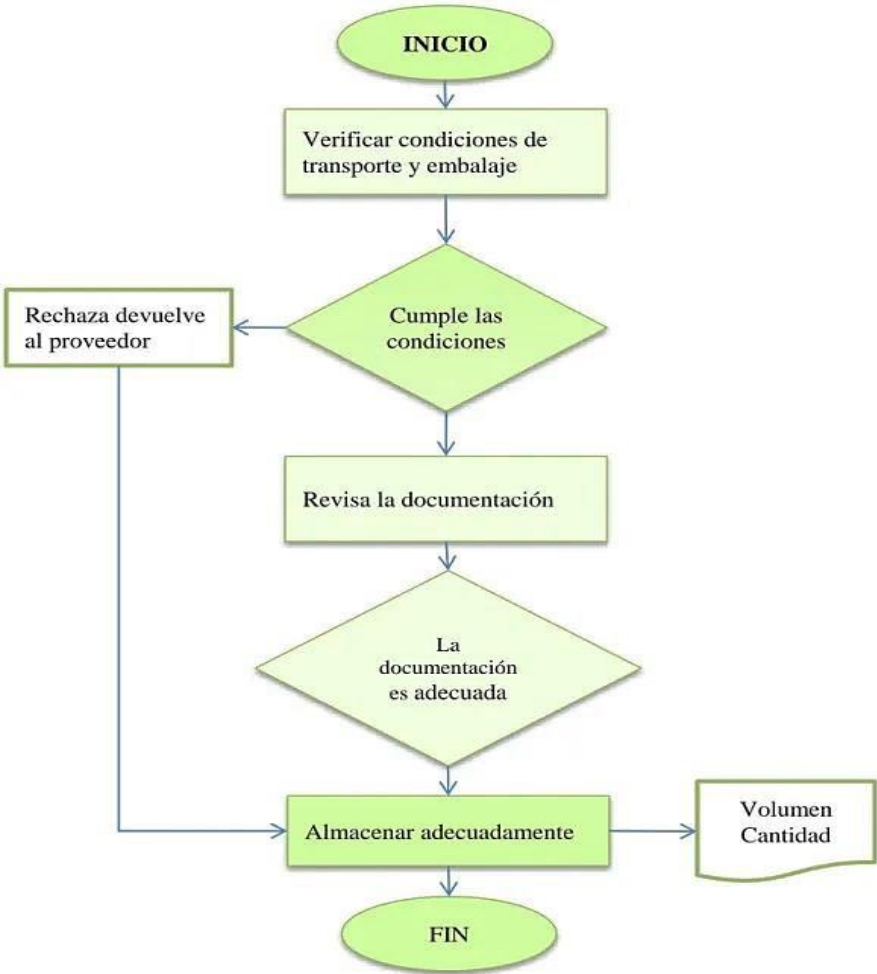 INICIO
Verificar condiciones de
transporte y embalaje
Rechaza devuelve
al proveedor
Cumple las
condiciones
Revisa la documentación
La
documentación
es adecuada
Almacenar adecuadamente
Volumen
Cantidad
FIN